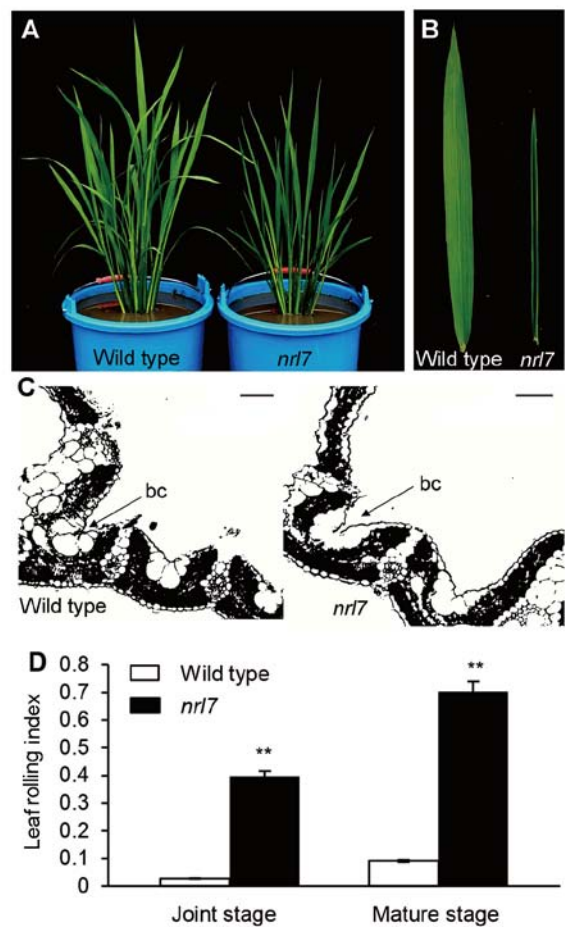 A
Wild type
nrl7
B
Wild type nrl7
C
bc
Wild type
bc
nrl7
D
Leaf rolling index
0.8
0.7
0.6
0.5
0.4
0.3
0.2
0.1
0
Wild type
nrl7
**
**
Joint stage
Mature stage